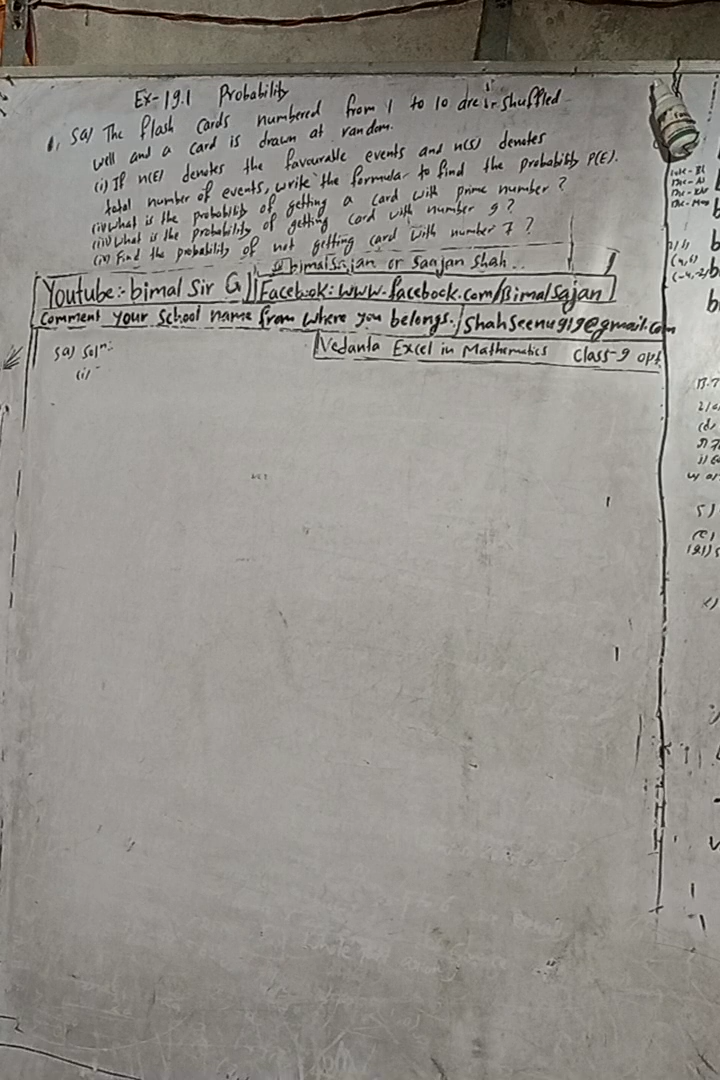 Ex-19.1 Probability
5a) The flash cards numbered from 1 to 10 are shuffled
well and a card is drawn at random.
(i) If n(E) denotes the favourable events and n(S) denotes
total number of events, write the formular to find the probability P(E).
(ii) What is the probability of getting a card with prime number ?
(iii) What is the probability of getting card with number 9 ?
(iv) Find the probability of not getting card with number 7 ?
@bimalsajan or Saajan Shah..
Youtube:- bimal Sir G
Facebook: www.facebook.com/Bimalsajan
Comment your School name from where you belongs.
Shahseenu919@gmail.com
Vedanta Excel in Mathematics Class-9 opt.
5a) Solⁿ:-
(i)